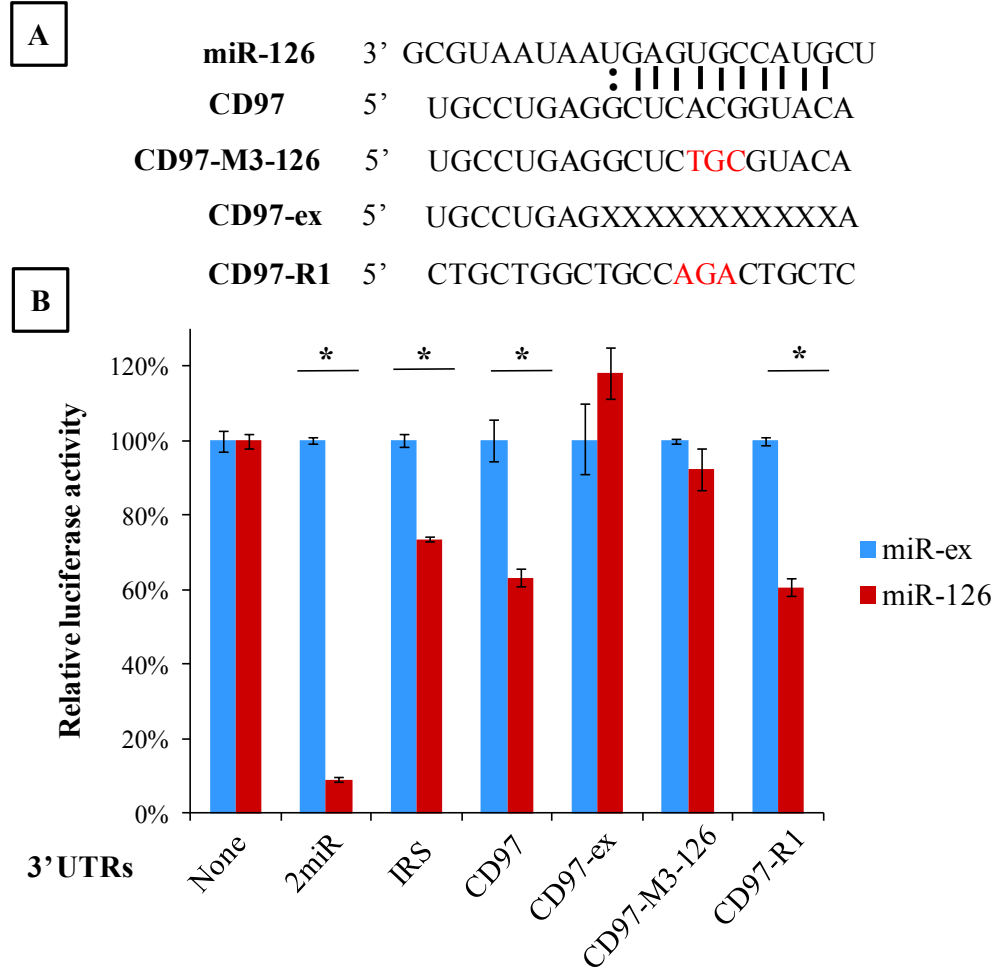 A
miR-126 3’ GCGUAAUAAUGAGUGCCAUGCU
CD97 5’ UGCCUGAGGCUCACGGUACA
CD97-M3-126 5’ UGCCUGAGGCUCTGCGUACA
CD97-ex 5’ UGCCUGAGXXXXXXXXXXXA
CD97-R1 5’ CTGCTGGCTGCCAGACTGCTC
B
* * * *
Relative luciferase activity
120%
100%
80%
60%
40%
20%
0%
miR-ex
miR-126
3’UTRs
None
2miR
IRS
CD97
CD97-ex
CD97-M3-126
CD97-R1